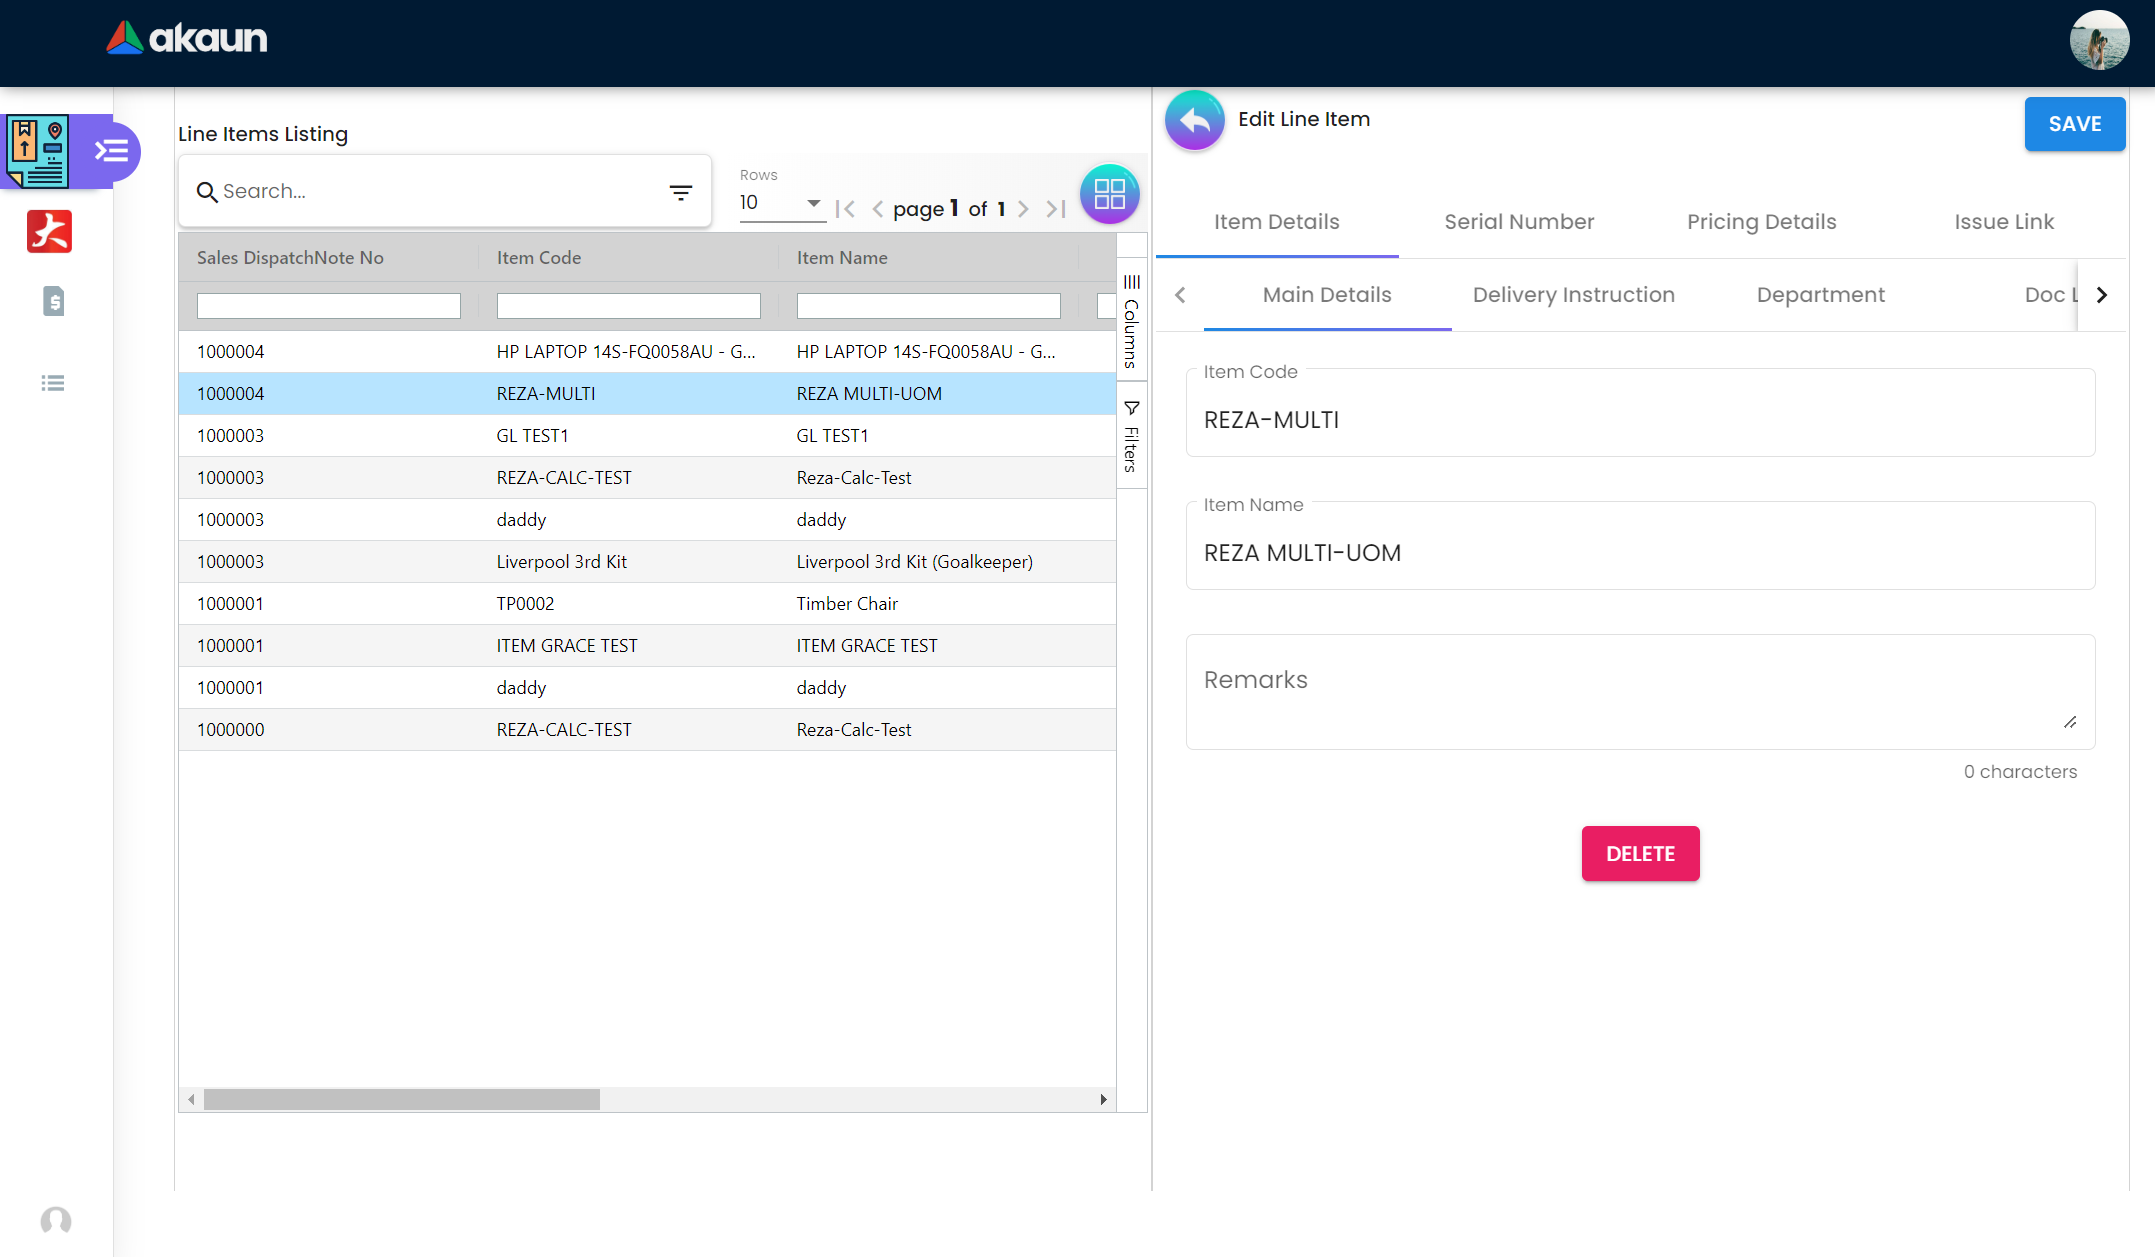 akaun
Line Items Listing
Search...
Rows
10
page 1 of 1
Sales DispatchNote No Item Code Item Name
1000004 HP LAPTOP 14S-FQ0058AU - G... HP LAPTOP 14S-FQ0058AU - G...
1000004 REZA-MULTI REZA MULTI-UOM
1000003 GL TEST1 GL TEST1
1000003 REZA-CALC-TEST Reza-Calc-Test
1000003 daddy daddy
1000003 Liverpool 3rd Kit Liverpool 3rd Kit (Goalkeeper)
1000001 TP0002 Timber Chair
1000001 ITEM GRACE TEST ITEM GRACE TEST
1000001 daddy daddy
1000000 REZA-CALC-TEST Reza-Calc-Test
Columns
Filters
Edit Line Item
SAVE
Item Details Serial Number Pricing Details Issue Link
Main Details Delivery Instruction Department Doc L
Item Code
REZA-MULTI
Item Name
REZA MULTI-UOM
Remarks
0 characters
DELETE